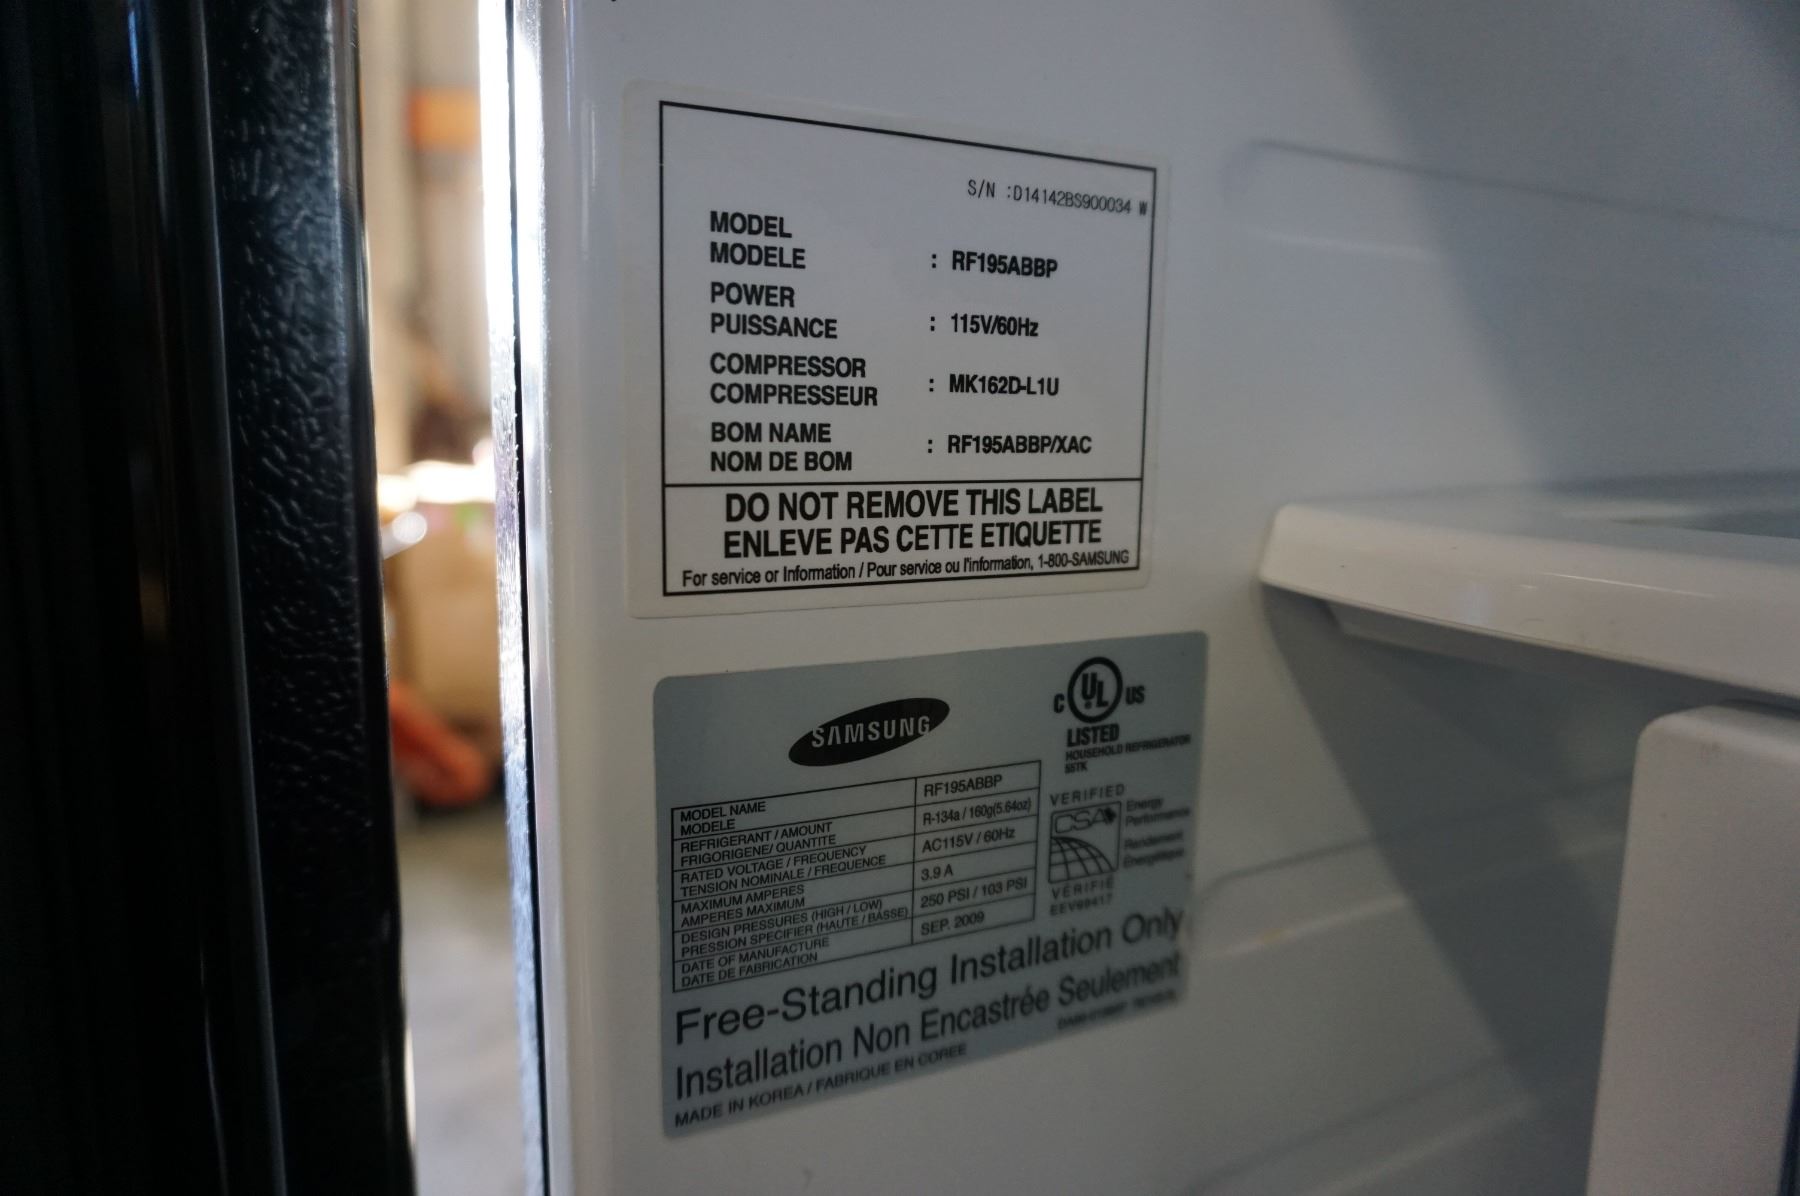 S/N :D14142BS900034 W
MODEL
MODELE : RF195ABBP
POWER
PUISSANCE : 115V/60Hz
COMPRESSOR
COMPRESSEUR : MK162D-L1U
BOM NAME
NOM DE BOM : RF195ABBP/XAC
DO NOT REMOVE THIS LABEL
ENLEVE PAS CETTE ETIQUETTE
For service or Information / Pour service ou l'information, 1-800-SAMSUNG
SAMSUNG
C UL US
LISTED
HOUSEHOLD REFRIGERATOR
55TK
MODEL NAME
MODELE
RF195ABBP
REFRIGERANT / AMOUNT
FRIGORIGENE/ QUANTITE
R-134a / 160g(5.64oz)
RATED VOLTAGE / FREQUENCY
TENSION NOMINALE / FREQUENCE
AC115V / 60Hz
MAXIMUM AMPERES
AMPERES MAXIMUM
3.9 A
DESIGN PRESSURES (HIGH / LOW)
PRESSION SPECIFIER (HAUTE / BASSE)
250 PSI / 103 PSI
DATE OF MANUFACTURE
DATE DE FABRICATION
SEP. 2009
VERIFIED
CSA
Energy
Performance
Rendement
Énergétique
VÉRIFIÉ
Free-Standing Installation Only
Installation Non Encastrée Seulement
MADE IN KOREA / FABRIQUE EN COREE